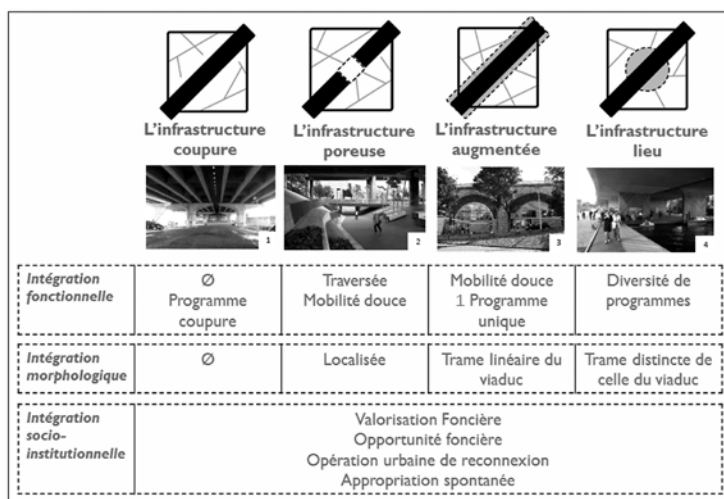 L'infrastructure coupure
L'infrastructure poreuse
L'infrastructure augmentée
L'infrastructure lieu
1
2
3
4
Intégration fonctionnelle
Ø
Programme coupure
Traversée
Mobilité douce
Mobilité douce
1 Programme unique
Diversité de programmes
Intégration morphologique
Ø
Localisée
Trame linéaire du viaduc
Trame distincte de celle du viaduc
Intégration socio-institutionnelle
Valorisation Foncière
Opportunité foncière
Opération urbaine de reconnexion
Appropriation spontanée